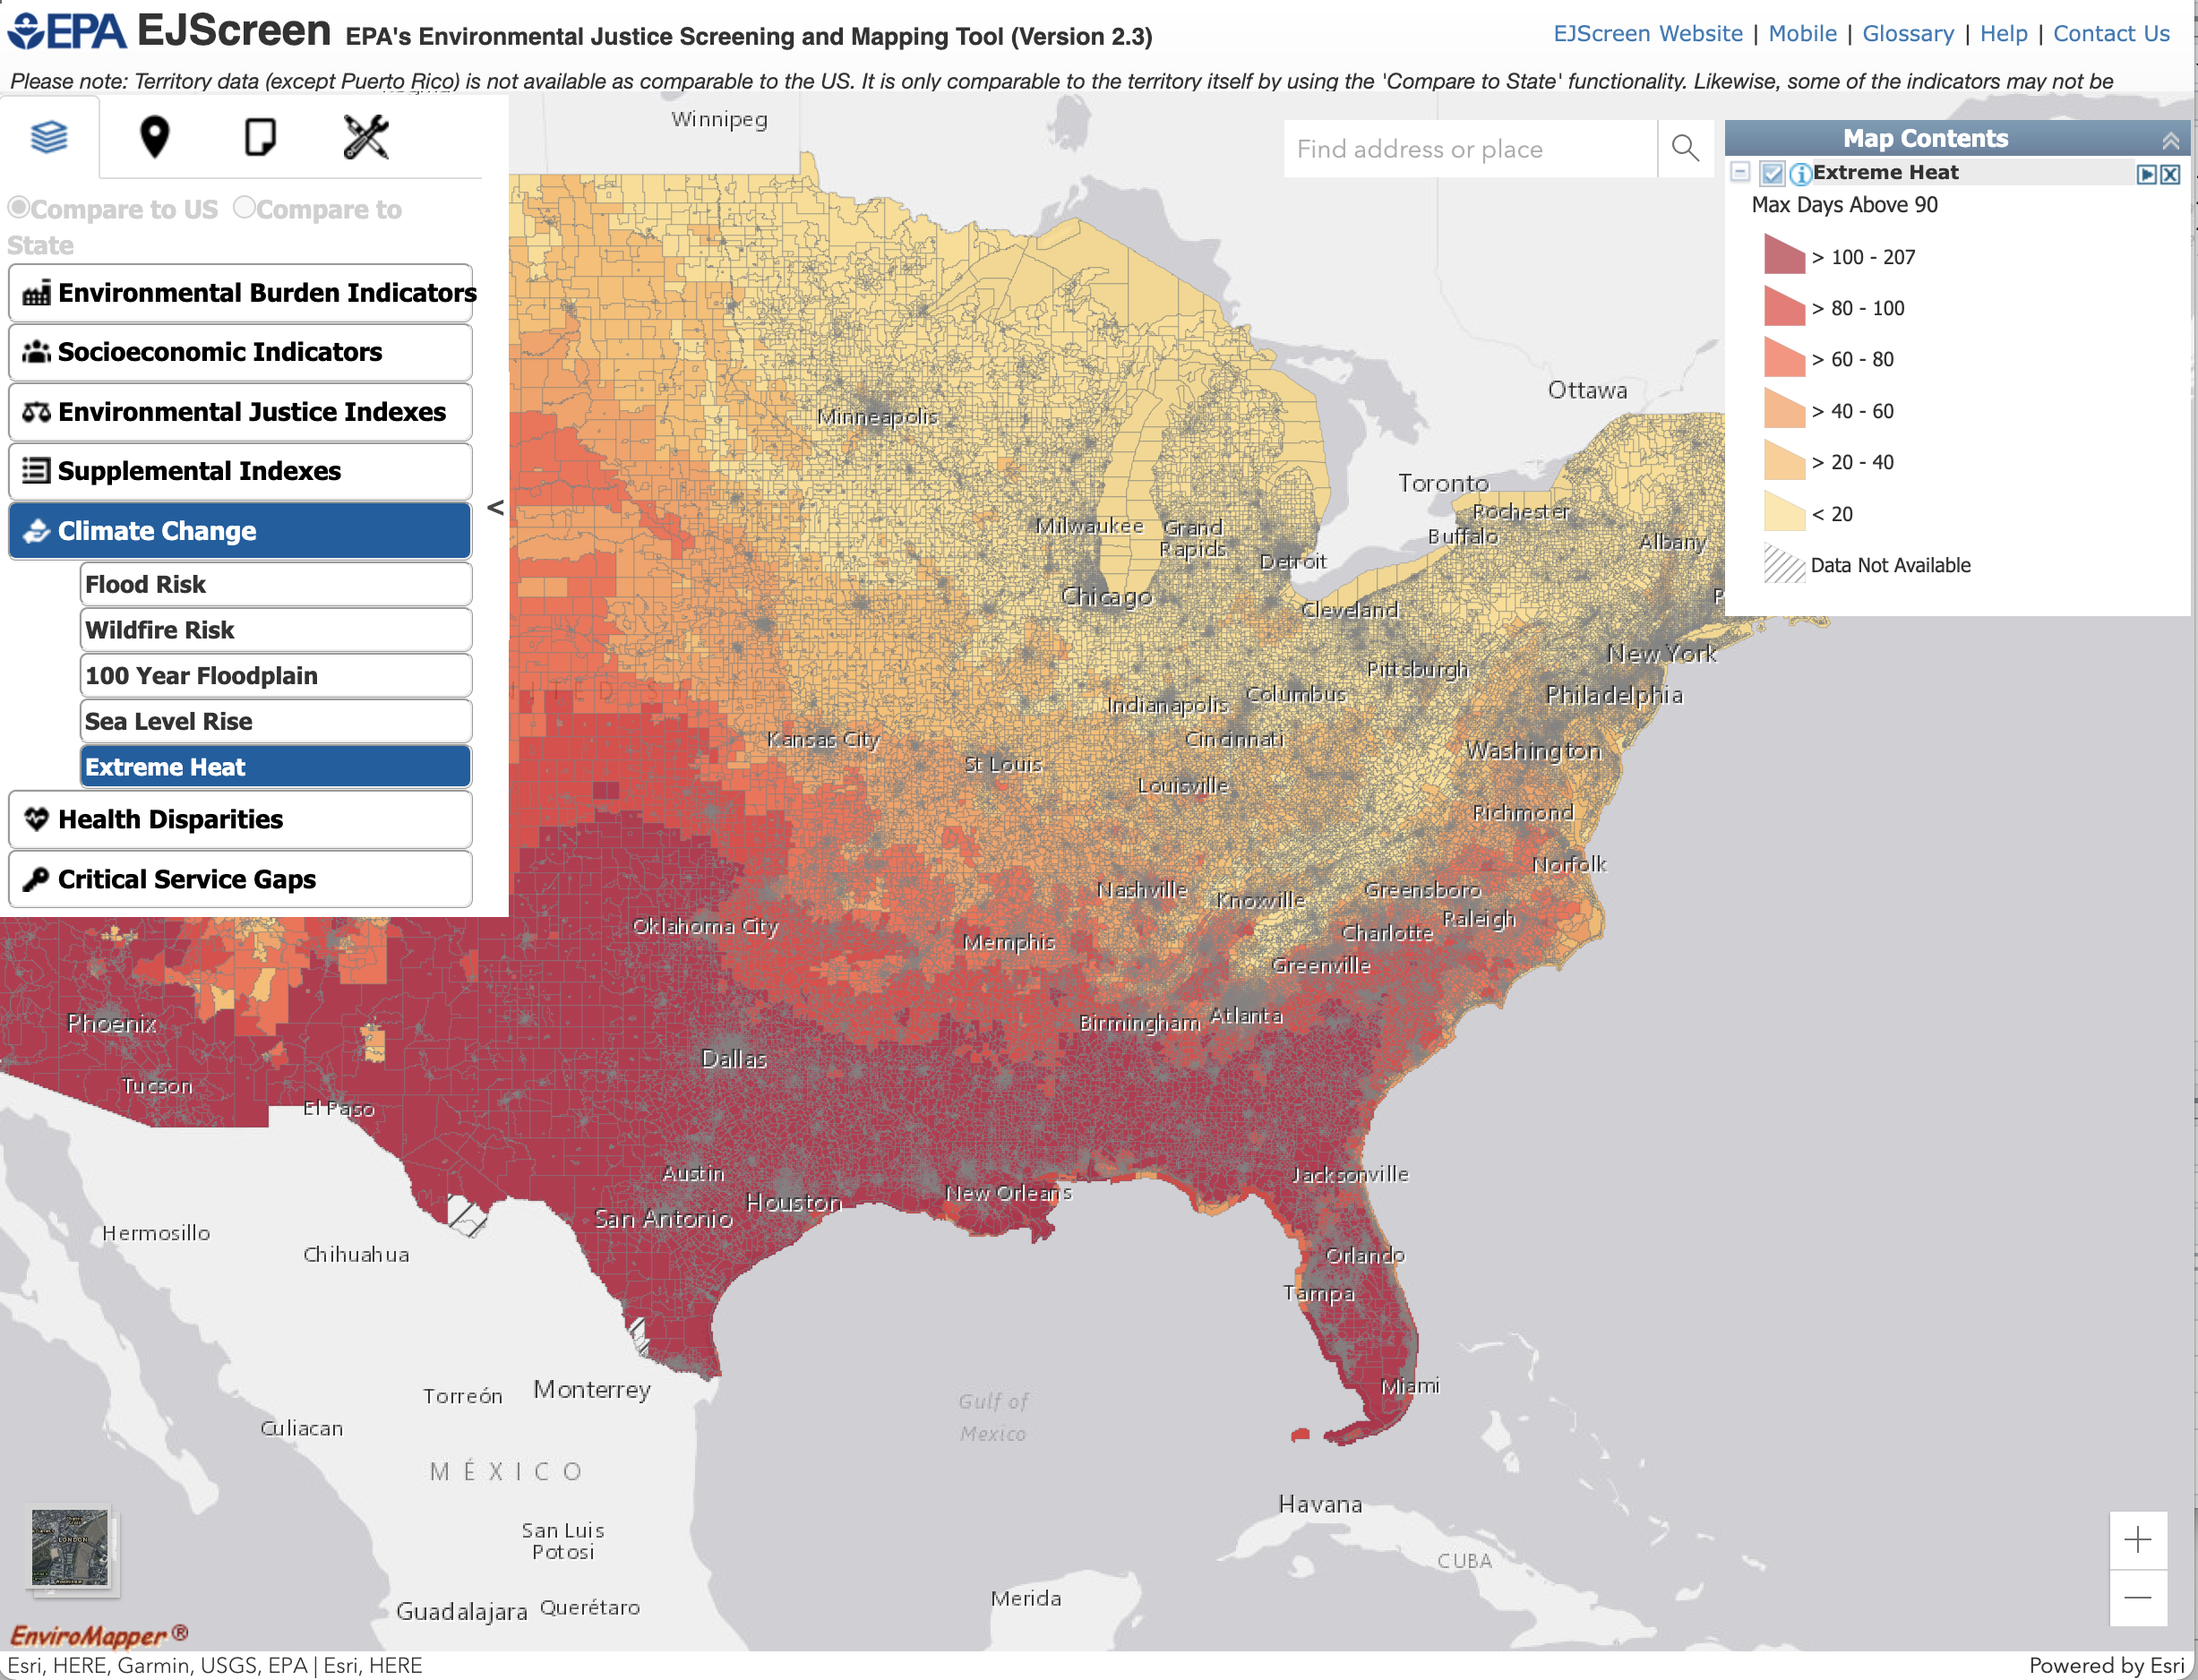 EPA EJScreen EPA's Environmental Justice Screening and Mapping Tool (Version 2.3)
EJScreen Website | Mobile | Glossary | Help | Contact Us
Please note: Territory data (except Puerto Rico) is not available as comparable to the US. It is only comparable to the territory itself by using the 'Compare to State' functionality. Likewise, some of the indicators may not be
Compare to US Compare to
State
Environmental Burden Indicators
Socioeconomic Indicators
Environmental Justice Indexes
Supplemental Indexes
Climate Change
Flood Risk
Wildfire Risk
100 Year Floodplain
Sea Level Rise
Extreme Heat
Health Disparities
Critical Service Gaps
<
Find address or place
Map Contents
Extreme Heat
Max Days Above 90
> 100 - 207
> 80 - 100
> 60 - 80
> 40 - 60
> 20 - 40
< 20
Data Not Available
Winnipeg
Ottawa
Minneapolis
Toronto
Rochester
Buffalo
Albany
Milwaukee
Grand
Rapids
Detroit
Chicago
Cleveland
New York
Pittsburgh
Philadelphia
Columbus
Indianapolis
Kansas City
Cincinnati
Washington
St Louis
Louisville
Richmond
Norfolk
Nashville
Knoxville
Greensboro
Raleigh
Oklahoma City
Memphis
Charlotte
Greenville
Phoenix
Birmingham
Atlanta
Dallas
Tucson
El Paso
Austin
Jacksonville
Houston
New Orleans
San Antonio
Hermosillo
Chihuahua
Orlando
Tampa
Torreón
Monterrey
Miami
Gulf of
Mexico
Culiacan
MÉXICO
Havana
San Luis
Potosi
CUBA
Merida
Guadalajara
Querétaro
LONDON
EnviroMapper ®
Esri, HERE, Garmin, USGS, EPA | Esri, HERE
Powered by Esri